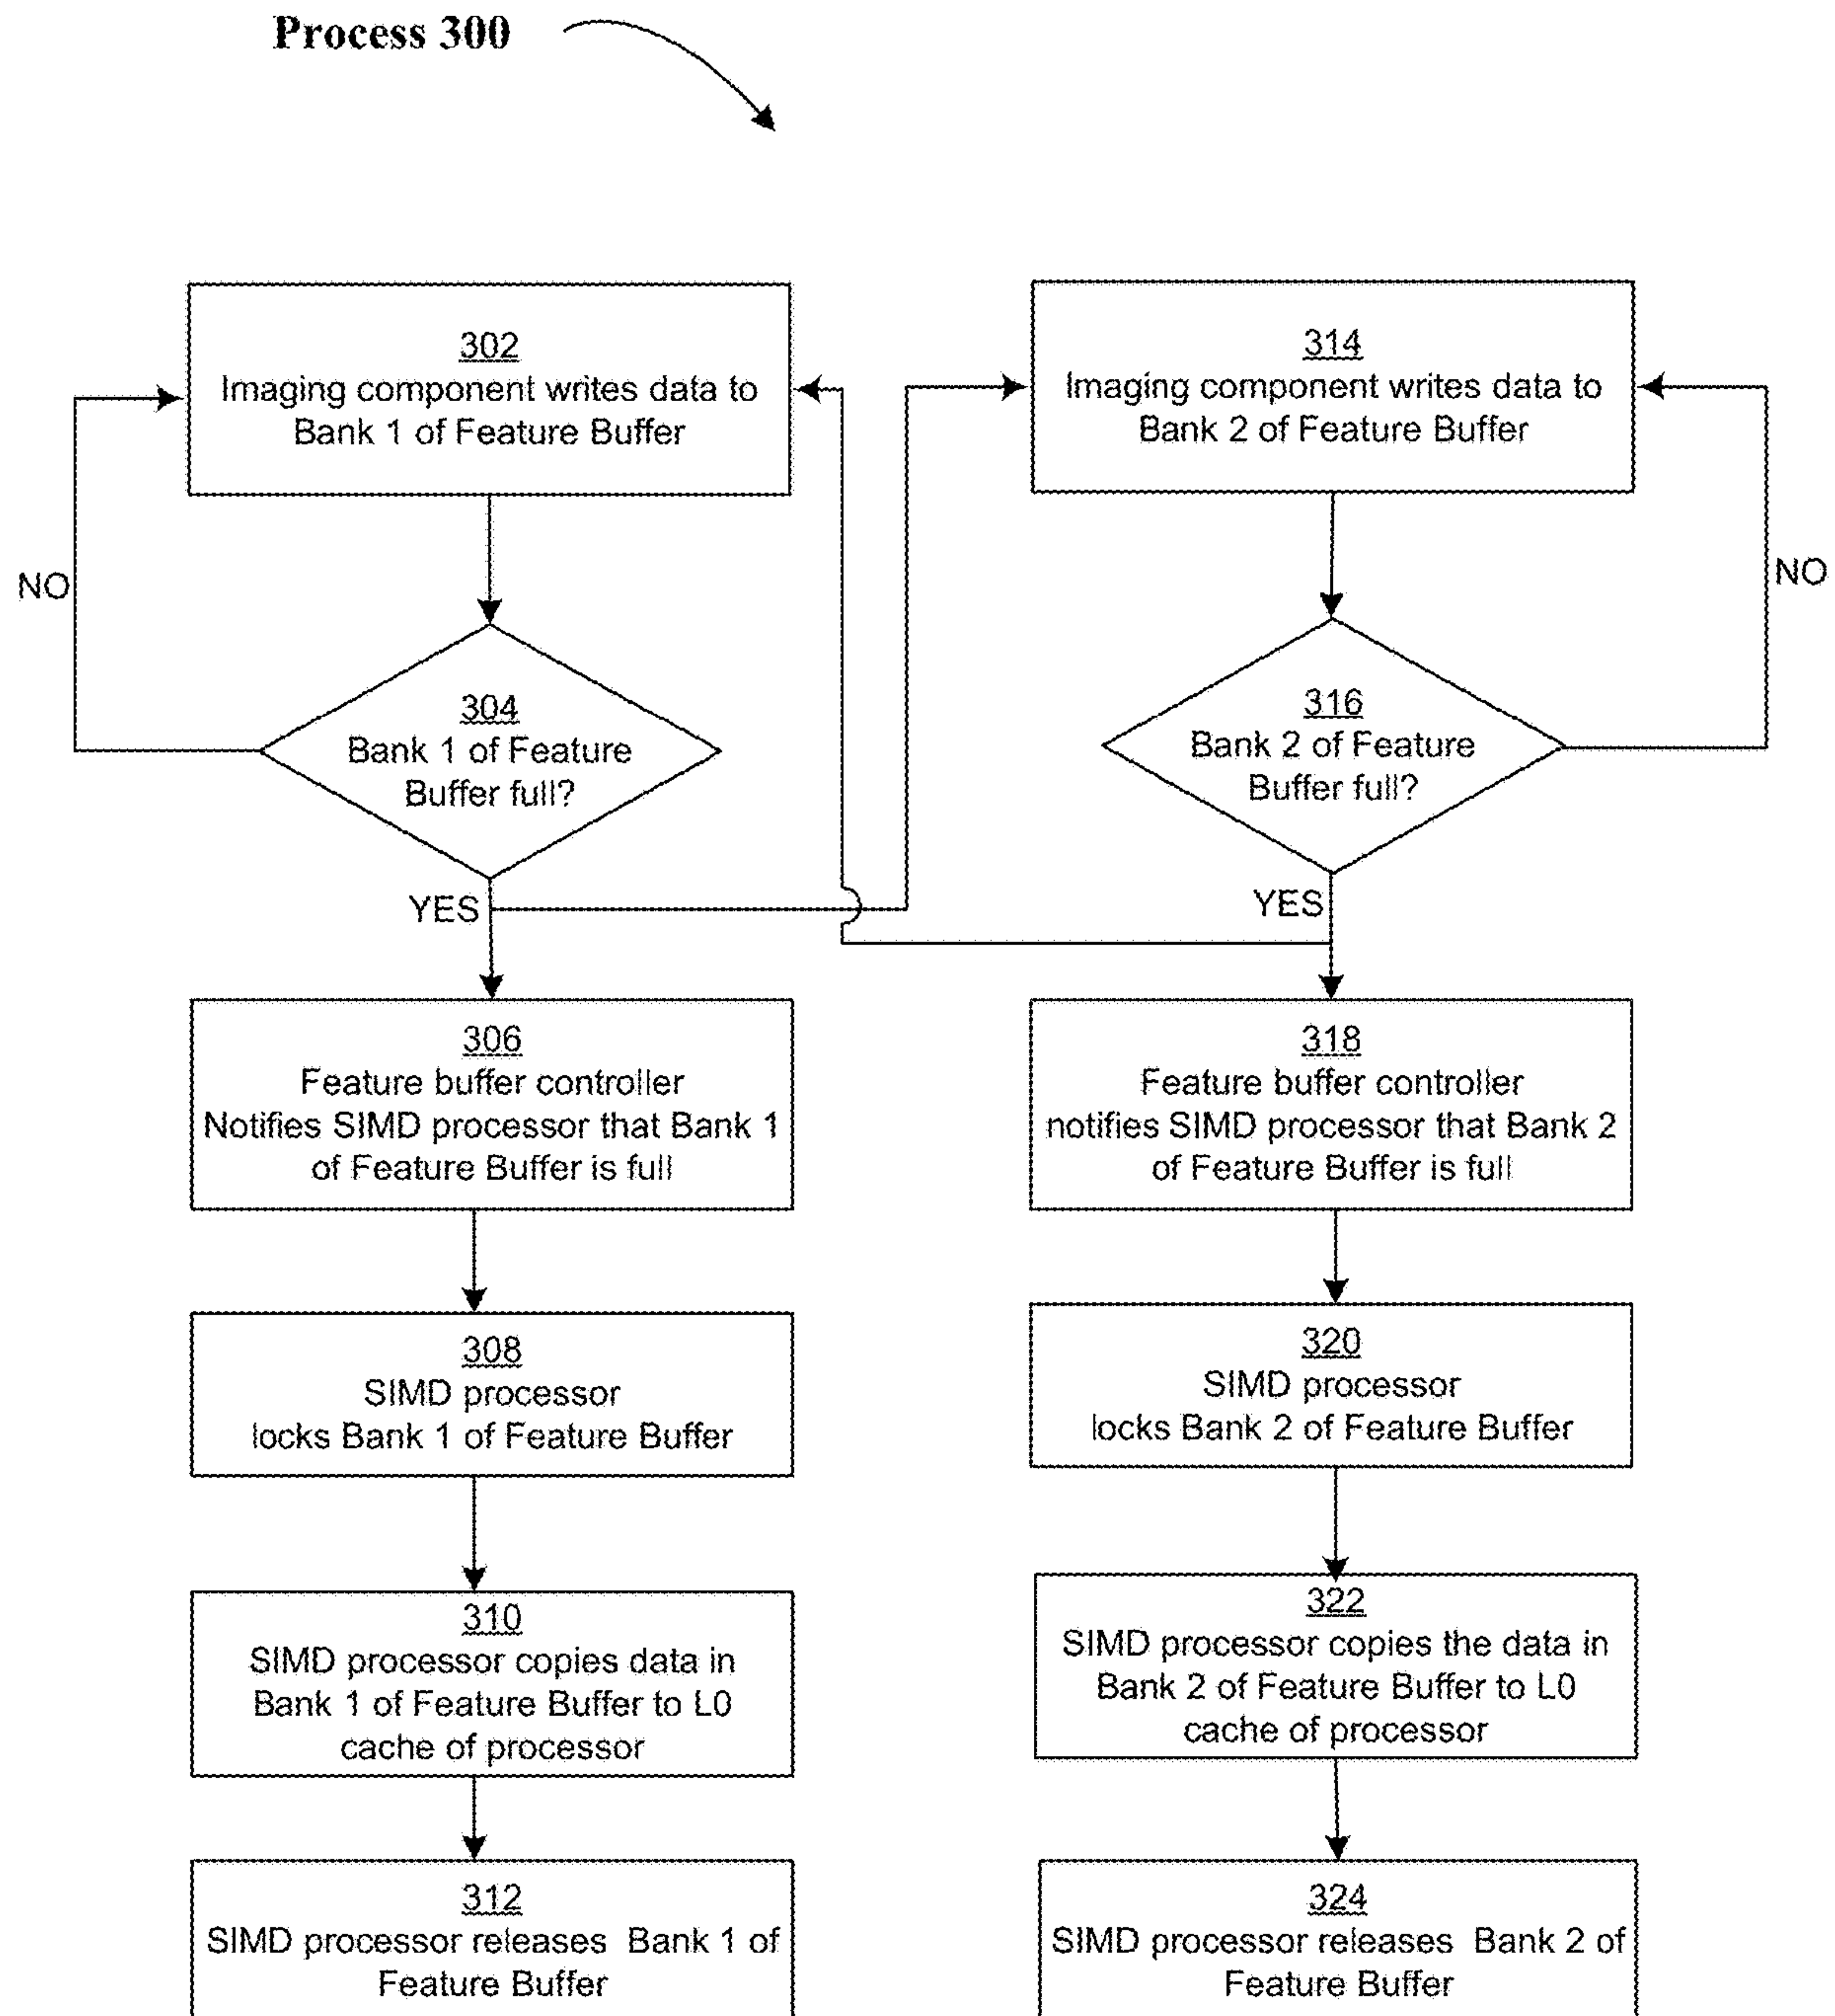 Process 300
302
Imaging component writes data to
Bank 1 of Feature Buffer
NO
304
Bank 1 of Feature
Buffer full?
YES
306
Feature buffer controller
Notifies SIMD processor that Bank 1
of Feature Buffer is full
308
SIMD processor
locks Bank 1 of Feature Buffer
310
SIMD processor copies data in
Bank 1 of Feature Buffer to L0
cache of processor
312
SIMD processor releases Bank 1 of
Feature Buffer
314
Imaging component writes data to
Bank 2 of Feature Buffer
NO
316
Bank 2 of Feature
Buffer full?
YES
318
Feature buffer controller
notifies SIMD processor that Bank 2
of Feature Buffer is full
320
SIMD processor
locks Bank 2 of Feature Buffer
322
SIMD processor copies the data in
Bank 2 of Feature Buffer to L0
cache of processor
324
SIMD processor releases Bank 2 of
Feature Buffer